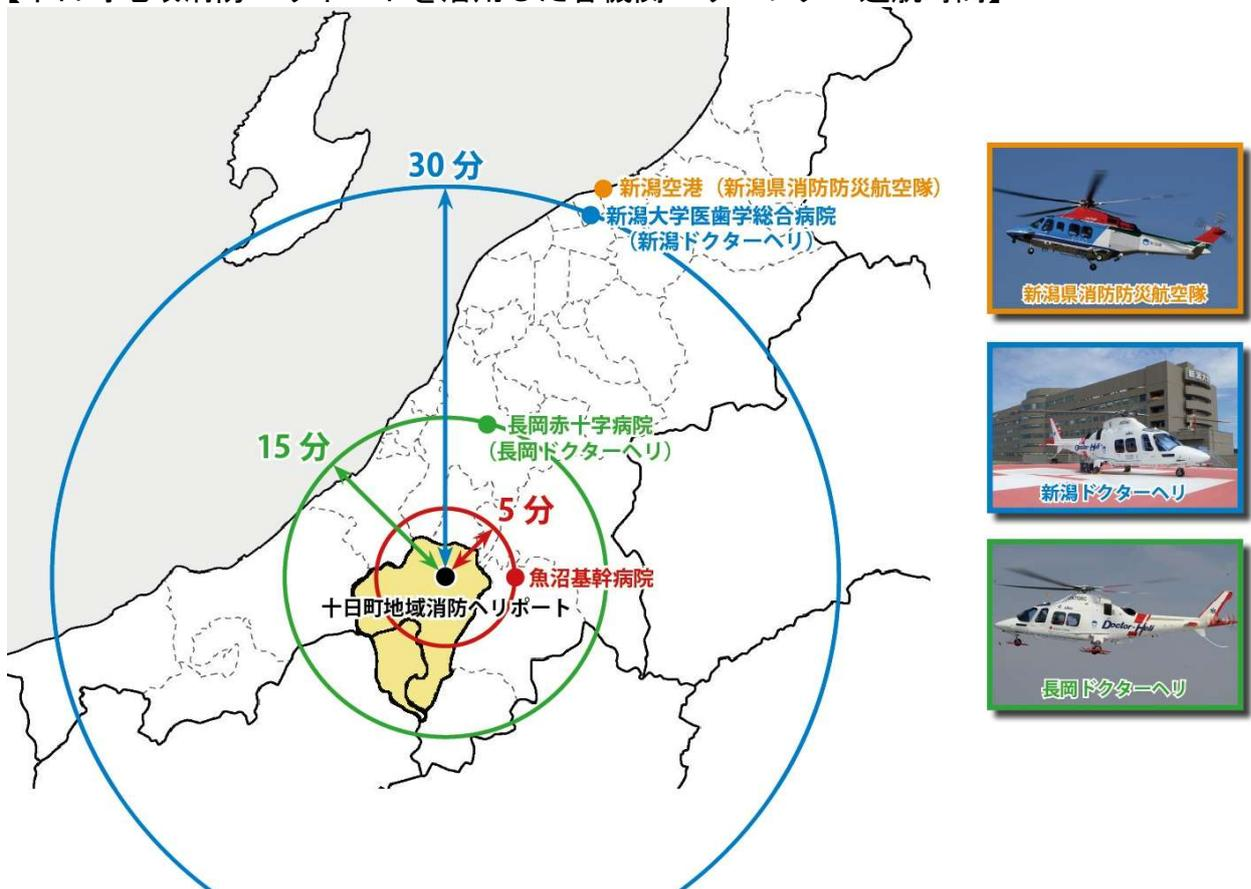 30 分
新潟空港（新潟県消防防災航空隊）
新潟大学医歯学総合病院
（新潟ドクターヘリ）
長岡赤十字病院
（長岡ドクターヘリ）
15 分
5 分
魚沼基幹病院
十日町地域消防ヘリポート
新潟県消防防災航空隊
新潟ドクターヘリ
Doctor-Heli
長岡ドクターヘリ